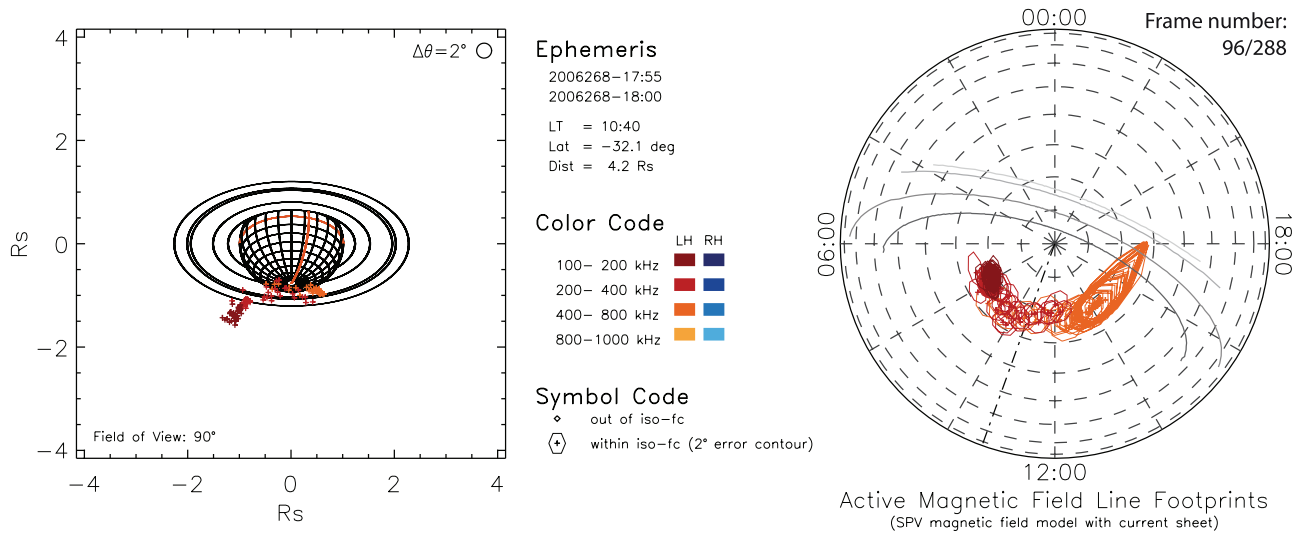 4
2
0
−2
−4
Rs
−4
−2
0
2
4
Rs
Δθ=2°
Field of View: 90°
Ephemeris
2006268−17:55
2006268−18:00
LT = 10:40
Lat = −32.1 deg
Dist = 4.2 Rs
Color Code
LH RH
100− 200 kHz
200− 400 kHz
400− 800 kHz
800−1000 kHz
Symbol Code
out of iso−fc
within iso−fc (2° error contour)
Frame number:
96/288
00:00
06:00
18:00
12:00
Active Magnetic Field Line Footprints
(SPV magnetic field model with current sheet)